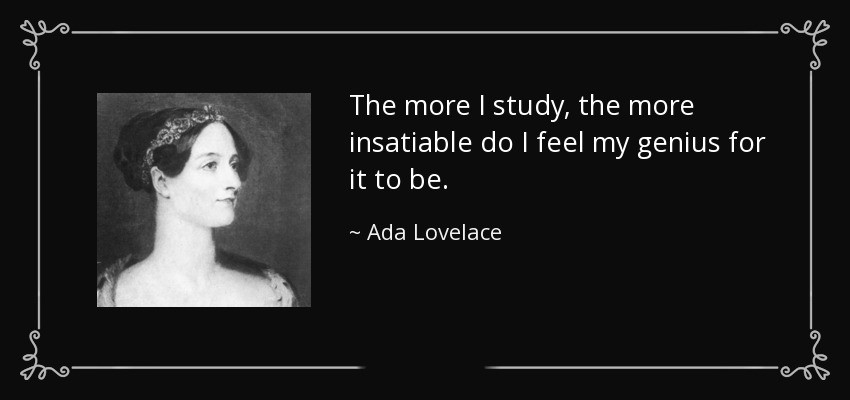 The more I study, the more
insatiable do I feel my genius for
it to be.
~ Ada Lovelace